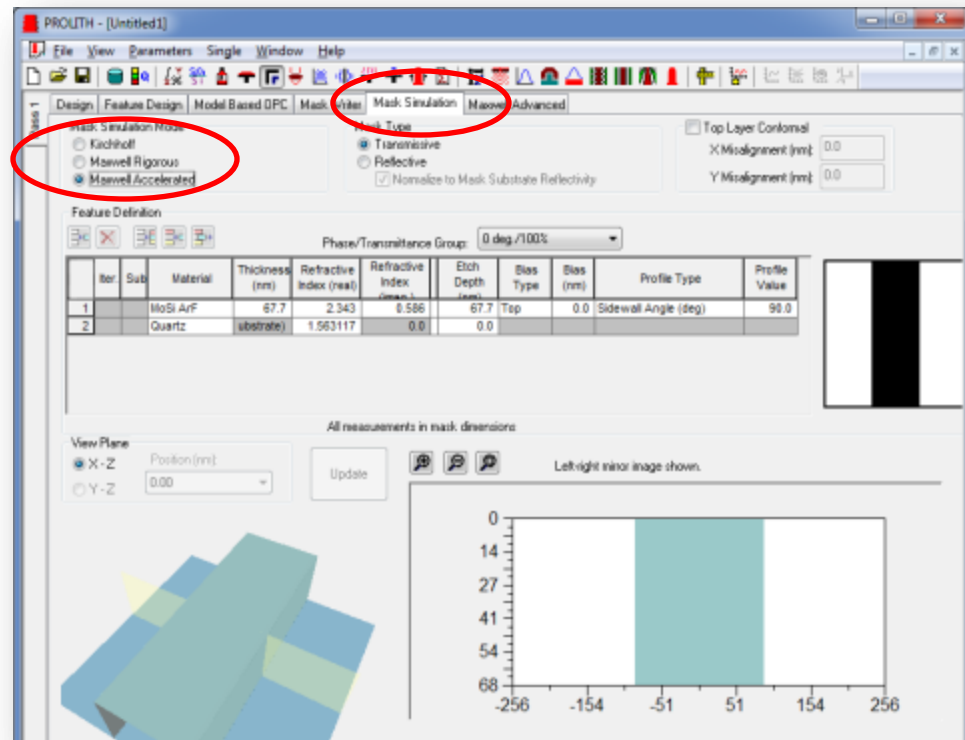 PROLITH - [Untitled1]
File View Parameters Single Window Help
Design Feature Design Model Based OPC Mask Writer Mask Simulation Maxwell Advanced
Mask Simulation Mode
Kirchhoff
Maxwell Rigorous
Maxwell Accelerated
Mask Type
Transmissive
Reflective
Normalize to Mask Substrate Reflectivity
Top Layer Conformal
X Misalignment (nm): 0.0
Y Misalignment (nm): 0.0
Feature Definition
Phase/Transmittance Group: 0 deg./100%
Iter. Sub Material Thickness (nm) Refractive Index (real) Refractive Index (imag.) Etch Depth (nm) Bias Type Bias (nm) Profile Type Profile Value
1 MoSi ArF 67.7 2.343 0.586 67.7 Top 0.0 Sidewall Angle (deg) 90.0
2 Quartz ubstrate) 1.563117 0.0 0.0
All measurements in mask dimensions
View Plane
X - Z
Y - Z
Position (nm):
0.00
Update
Left-right mirror image shown.
0
14
27
41
54
68
-256 -154 -51 51 154 256